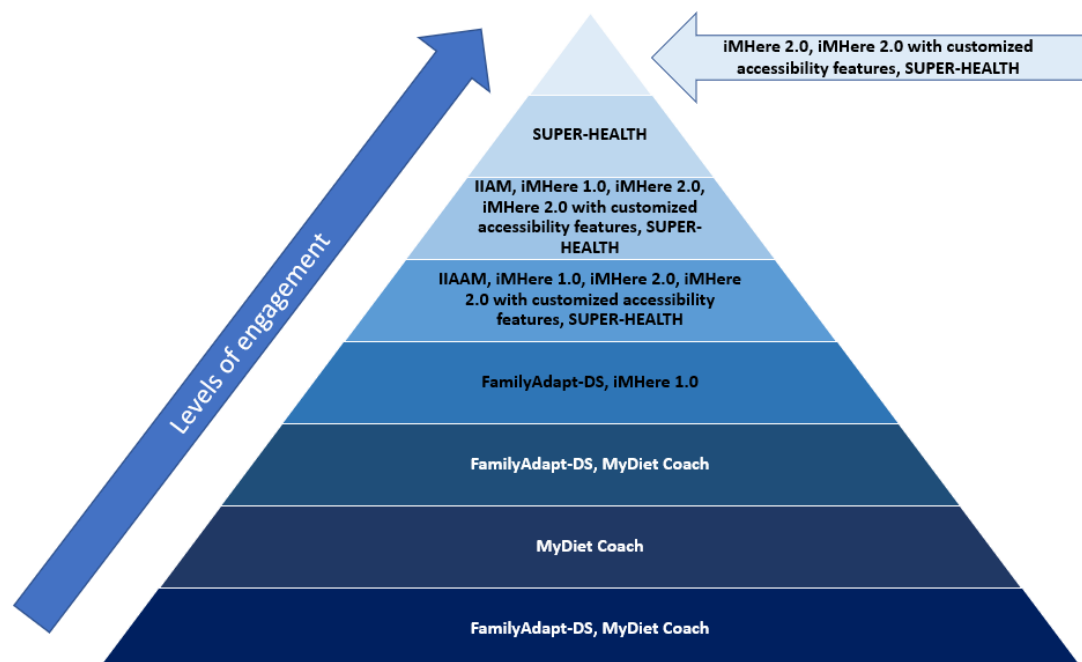 iMHere 2.0, iMHere 2.0 with customized
accessibility features, SUPER-HEALTH
SUPER-HEALTH
IIAM, iMHere 1.0, iMHere 2.0,
iMHere 2.0 with customized
accessibility features, SUPER-
HEALTH
IIAAM, iMHere 1.0, iMHere 2.0, iMHere
2.0 with customized accessibility
features, SUPER-HEALTH
FamilyAdapt-DS, iMHere 1.0
FamilyAdapt-DS, MyDiet Coach
MyDiet Coach
FamilyAdapt-DS, MyDiet Coach
Levels of engagement